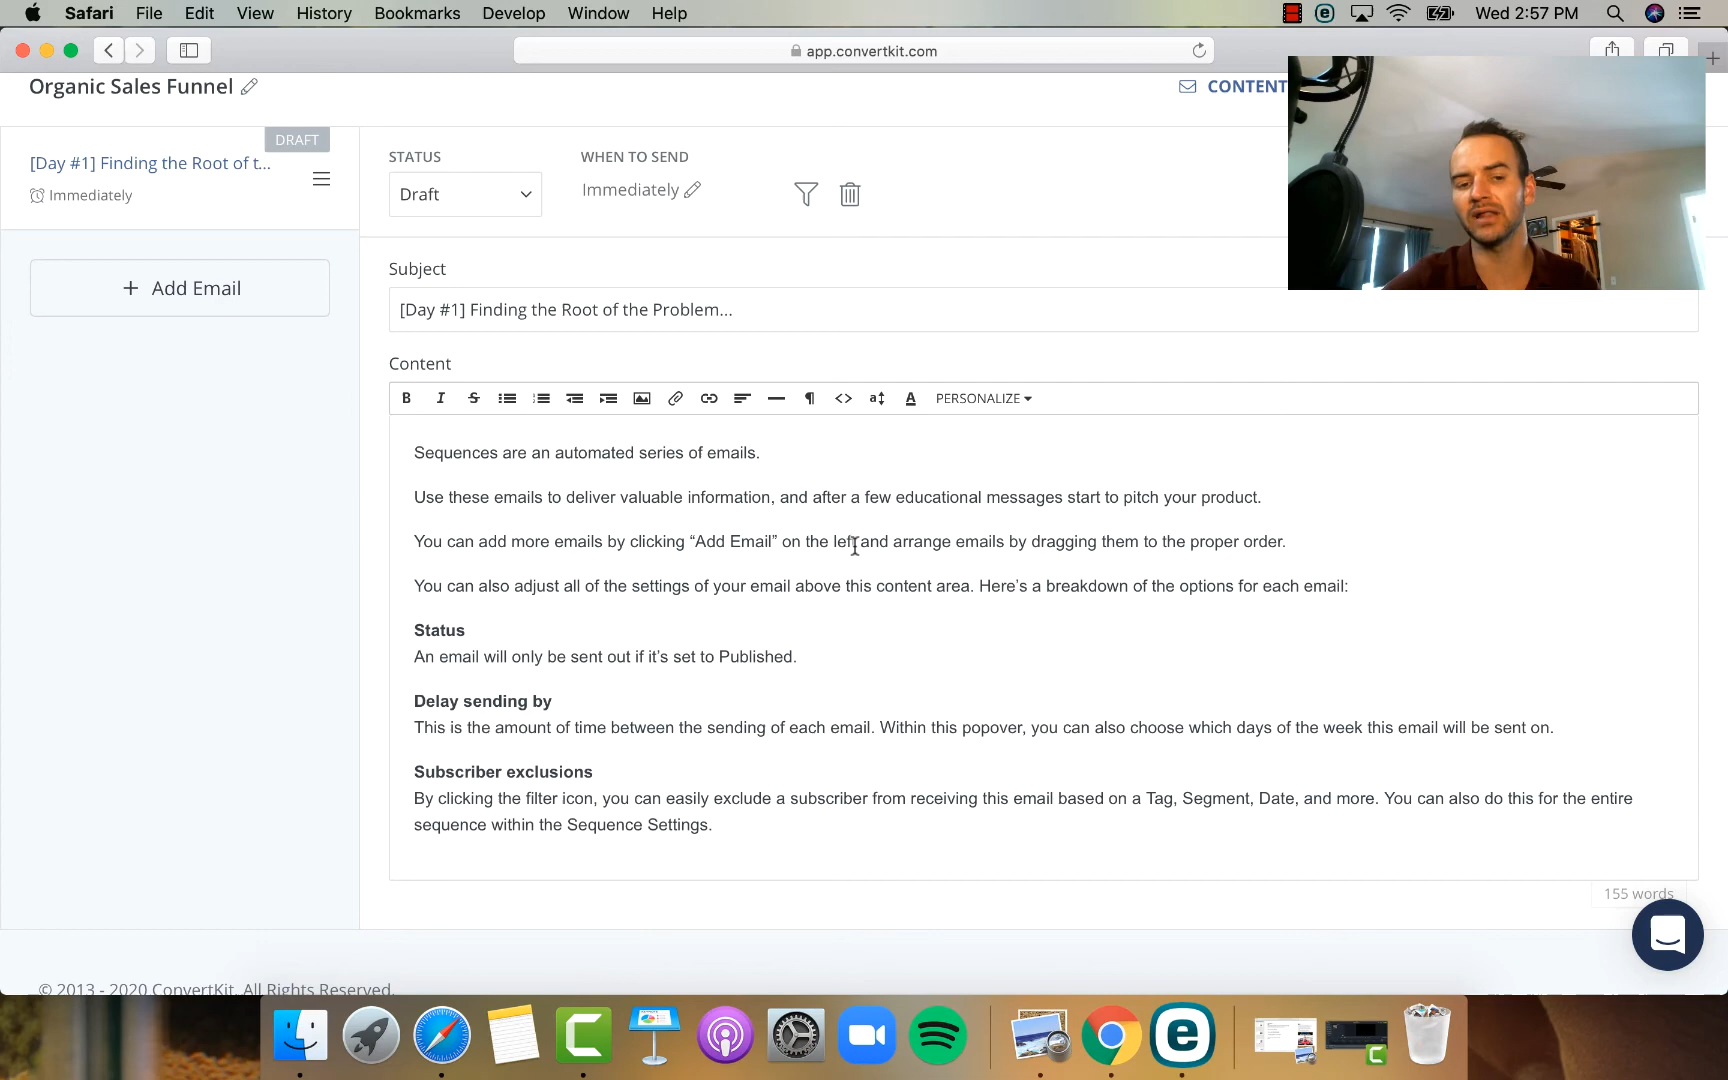 Safari File Edit View History Bookmarks Develop Window Help
Wed 2:57 PM
app.convertkit.com
Organic Sales Funnel
CONTENT
DRAFT
[Day #1] Finding the Root of t...
Immediately
+ Add Email
STATUS
Draft
WHEN TO SEND
Immediately
Subject
[Day #1] Finding the Root of the Problem...
Content
PERSONALIZE
Sequences are an automated series of emails.
Use these emails to deliver valuable information, and after a few educational messages start to pitch your product.
You can add more emails by clicking “Add Email” on the left and arrange emails by dragging them to the proper order.
You can also adjust all of the settings of your email above this content area. Here’s a breakdown of the options for each email:
Status
An email will only be sent out if it’s set to Published.
Delay sending by
This is the amount of time between the sending of each email. Within this popover, you can also choose which days of the week this email will be sent on.
Subscriber exclusions
By clicking the filter icon, you can easily exclude a subscriber from receiving this email based on a Tag, Segment, Date, and more. You can also do this for the entire
sequence within the Sequence Settings.
155 words
© 2013 - 2020 ConvertKit. All Rights Reserved.